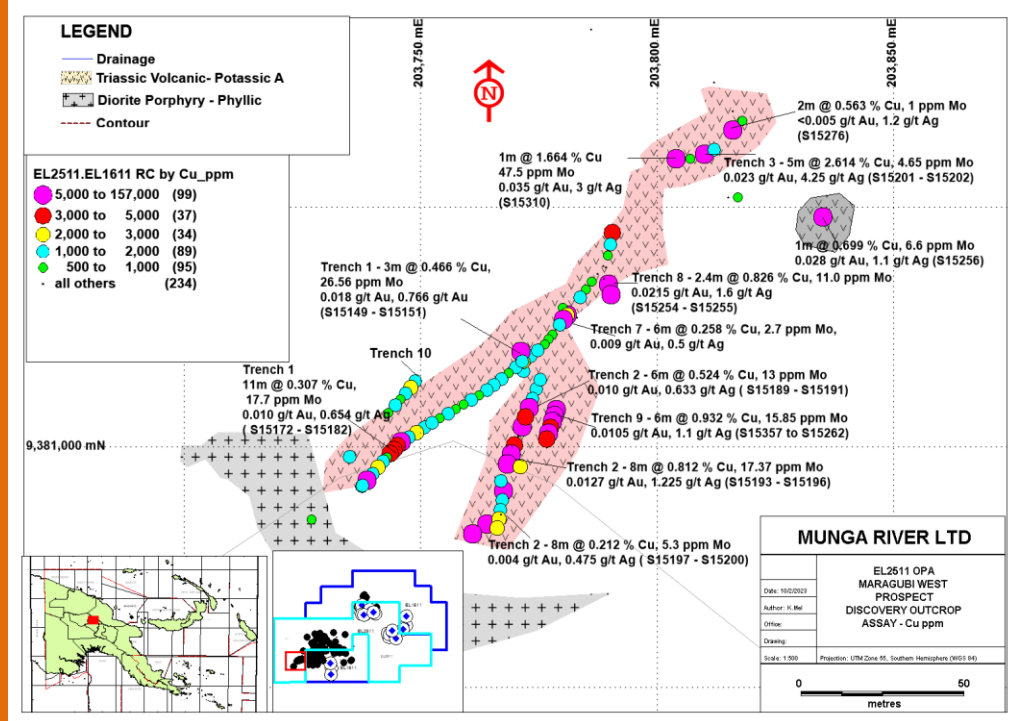 LEGEND
Drainage
Triassic Volcanic- Potassic A
Diorite Porphyry - Phyllic
Contour
EL2511.EL1611 RC by Cu_ppm
5,000 to 157,000 (99)
3,000 to 5,000 (37)
2,000 to 3,000 (34)
1,000 to 2,000 (89)
500 to 1,000 (95)
all others (234)
203,750 mE
203,800 mE
203,850 mE
N
2m @ 0.563 % Cu, 1 ppm Mo
<0.005 g/t Au, 1.2 g/t Ag
(S15276)
1m @ 1.664 % Cu
47.5 ppm Mo
0.035 g/t Au, 3 g/t Ag
(S15310)
Trench 3 - 5m @ 2.614 % Cu, 4.65 ppm Mo
0.023 g/t Au, 4.25 g/t Ag (S15201 - S15202)
1m @ 0.699 % Cu, 6.6 ppm Mo
0.028 g/t Au, 1.1 g/t Ag (S15256)
Trench 1 - 3m @ 0.466 % Cu,
26.56 ppm Mo
0.018 g/t Au, 0.766 g/t Au
(S15149 - S15151)
Trench 8 - 2.4m @ 0.826 % Cu, 11.0 ppm Mo
0.0215 g/t Au, 1.6 g/t Ag
(S15254 - S15255)
Trench 7 - 6m @ 0.258 % Cu, 2.7 ppm Mo,
0.009 g/t Au, 0.5 g/t Ag
Trench 10
Trench 1
11m @ 0.307 % Cu,
17.7 ppm Mo
0.010 g/t Au, 0.654 g/t Ag
( S15172 - S15182)
Trench 2 - 6m @ 0.524 % Cu, 13 ppm Mo
0.010 g/t Au, 0.633 g/t Ag ( S15189 - S15191)
Trench 9 - 6m @ 0.932 % Cu, 15.85 ppm Mo
0.0105 g/t Au, 1.1 g/t Ag (S15357 to S15262)
9,381,000 mN
Trench 2 - 8m @ 0.812 % Cu, 17.37 ppm Mo
0.0127 g/t Au, 1.225 g/t Ag (S15193 - S15196)
Trench 2 - 8m @ 0.212 % Cu, 5.3 ppm Mo
0.004 g/t Au, 0.475 g/t Ag ( S15197 - S15200)
EL1611
EL2511
EL1611
MUNGA RIVER LTD
EL2511 OPA
MARAGUBI WEST
PROSPECT
DISCOVERY OUTCROP
ASSAY - Cu ppm
Date: 16/2/2023
Author: K.Mel
Office:
Drawing:
Scale: 1:500
Projection: UTM Zone 55, Southern Hemisphere (WGS 84)
0 50
metres